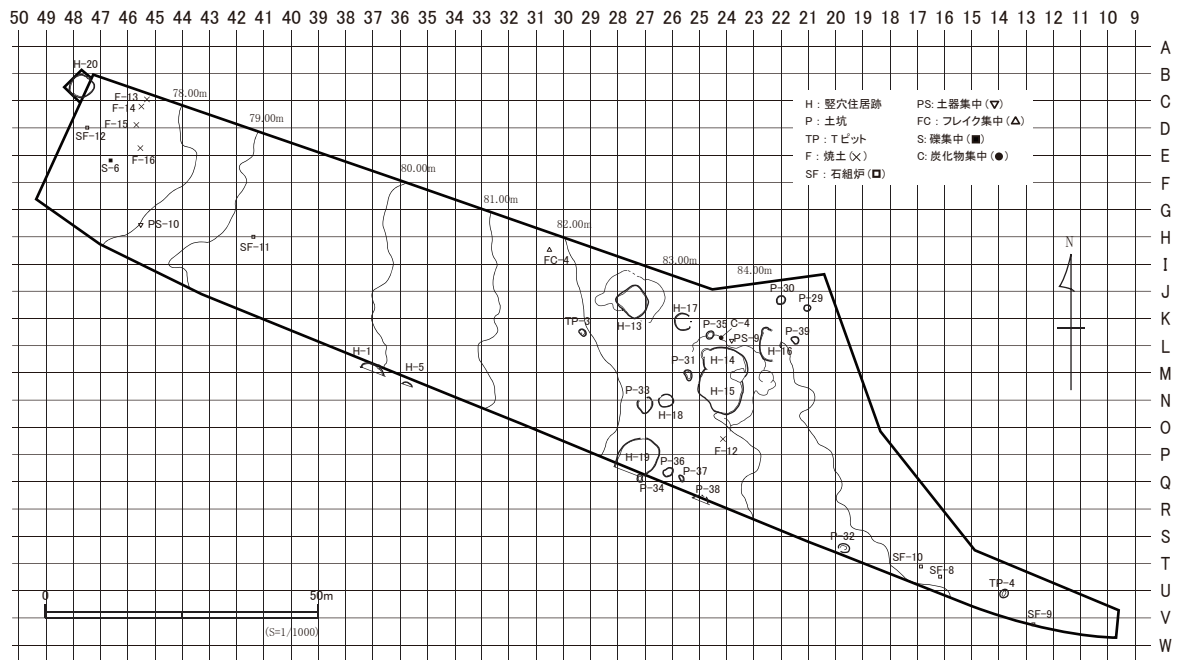 50 49 48 47 46 45 44 43 42 41 40 39 38 37 36 35 34 33 32 31 30 29 28 27 26 25 24 23 22 21 20 19 18 17 16 15 14 13 12 11 10 9
A
B
C
D
E
F
G
H
I
J
K
L
M
N
O
P
Q
R
S
T
U
V
W
H-20
F-13
F-14
F-15
SF-12
F-16
S-6
PS-10
SF-11
78.00m
79.00m
80.00m
81.00m
82.00m
83.00m
84.00m
H : 竪穴住居跡
P : 土坑
TP : Tピット
F : 焼土(×)
SF : 石組炉(□)
PS: 土器集中(▽)
FC : フレイク集中(△)
S: 礫集中(■)
C: 炭化物集中(●)
N
FC-4
P-30
P-29
H-13
H-17
TP-3
P-35
C-4
PS-9
P-39
H-16
H-1
H-5
P-31
H-14
H-15
P-33
H-18
F-12
H-19
P-36
P-37
P-34
P-38
P-32
SF-10
SF-8
TP-4
SF-9
0
50m
(S=1/1000)